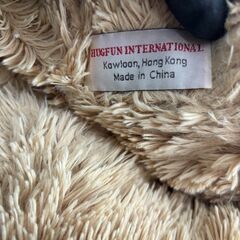 HUGFUN INTERNATIONAL
Kowloon, Hong Kong
Made in China